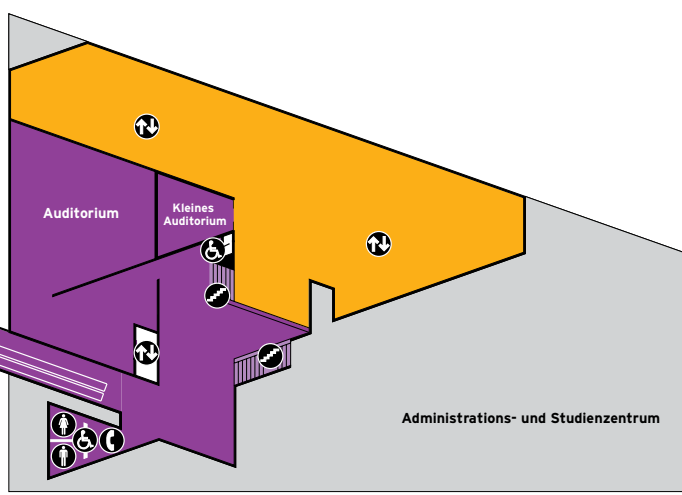 Auditorium
Kleines
Auditorium
Administrations- und Studienzentrum